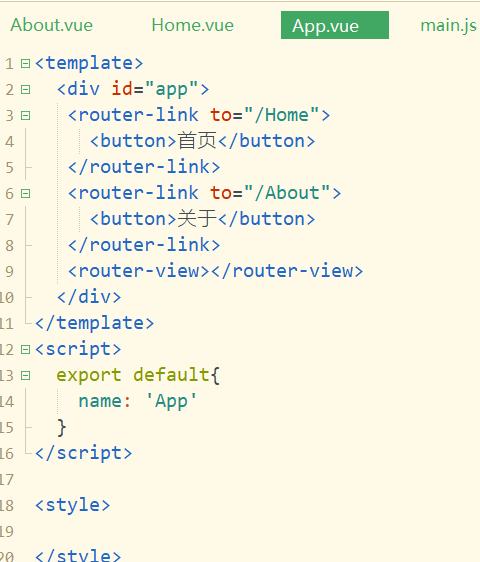 About.vue Home.vue App.vue main.js
1 <template>
2 <div id="app">
3 <router-link to="/Home">
4 <button>首页</button>
5 </router-link>
6 <router-link to="/About">
7 <button>关于</button>
8 </router-link>
9 <router-view></router-view>
10 </div>
11 </template>
12 <script>
13 export default{
14 name: 'App'
15 }
16 </script>
17
18 <style>
19
20 </style>